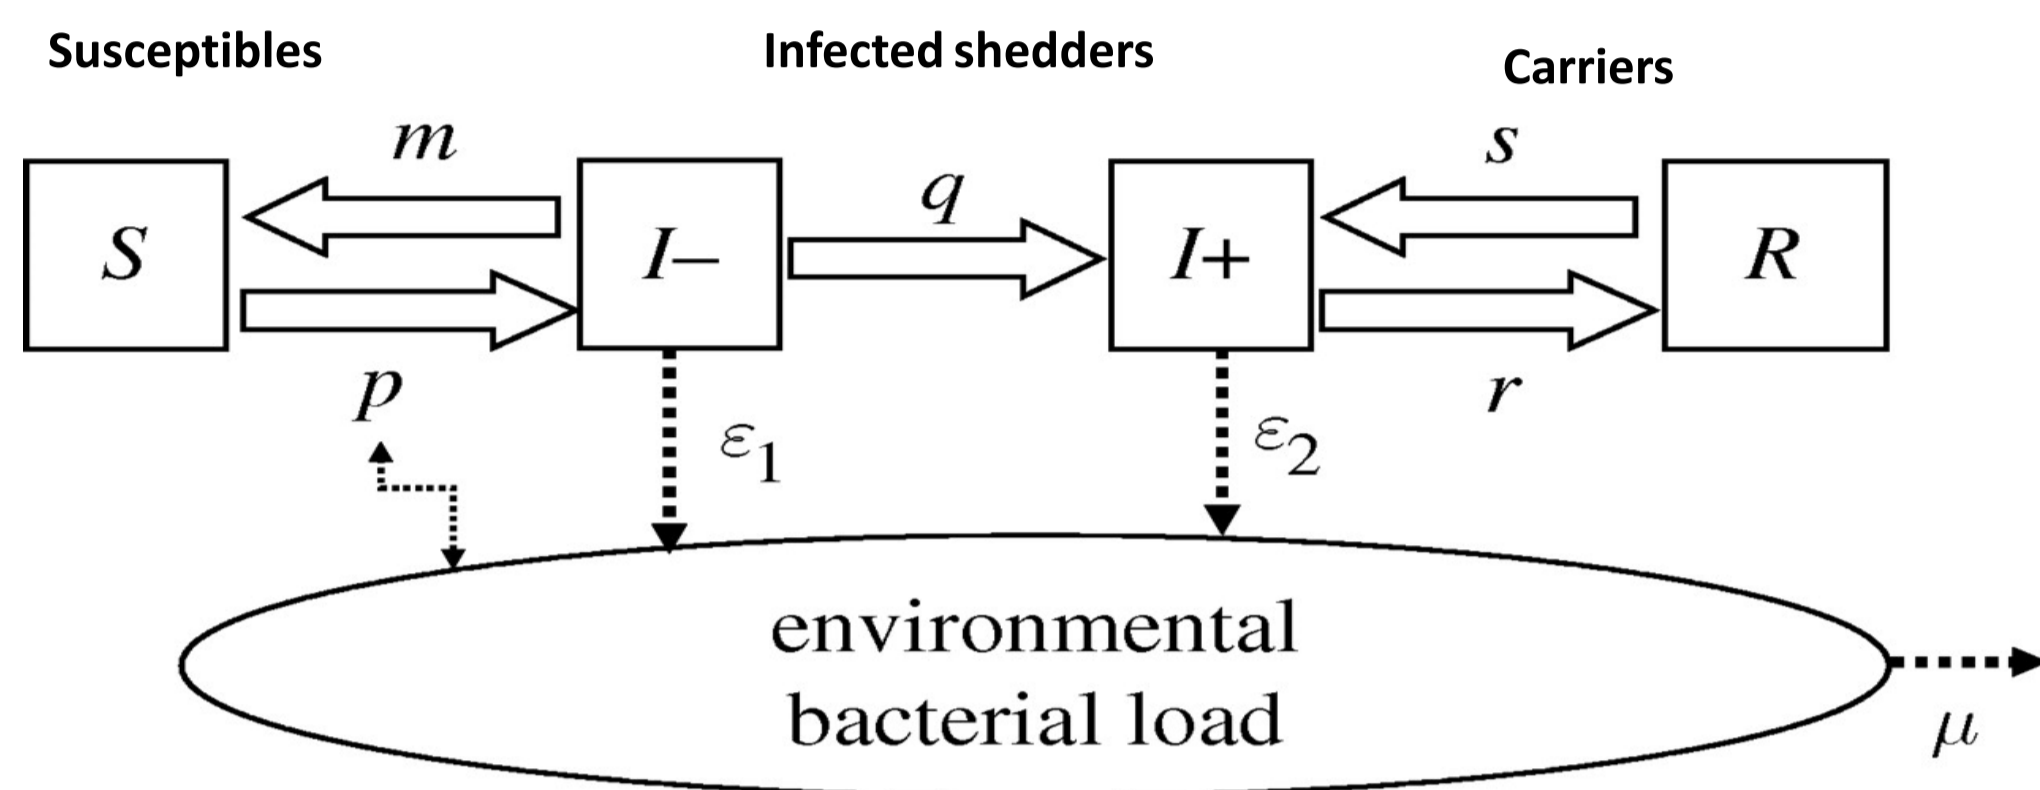 Susceptibles
Infected shedders
Carriers
m
q
s
S
I–
I+
R
p
r
ε1
ε2
environmental
bacterial load
μ